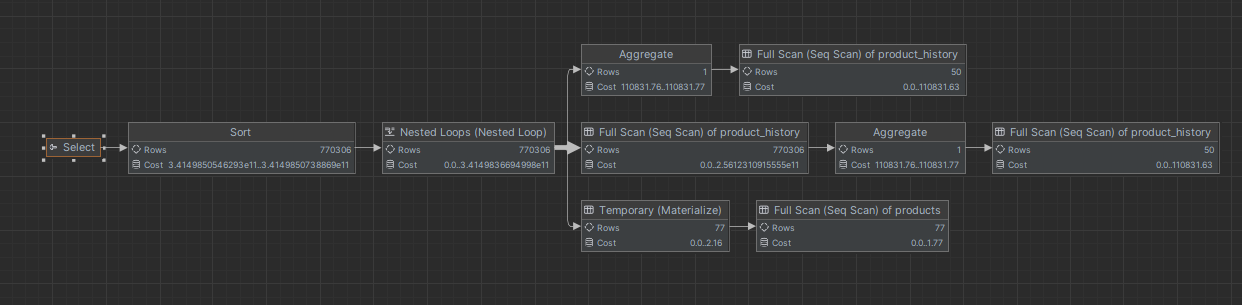 Select
Sort
Rows 770306
Cost 3.4149850546293e11..3.4149850738869e11
Nested Loops (Nested Loop)
Rows 770306
Cost 0.0..3.4149836694998e11
Aggregate
Rows 1
Cost 110831.76..110831.77
Full Scan (Seq Scan) of product_history
Rows 50
Cost 0.0..110831.63
Full Scan (Seq Scan) of product_history
Rows 770306
Cost 0.0..2.5612310915555e11
Aggregate
Rows 1
Cost 110831.76..110831.77
Full Scan (Seq Scan) of product_history
Rows 50
Cost 0.0..110831.63
Temporary (Materialize)
Rows 77
Cost 0.0..2.16
Full Scan (Seq Scan) of products
Rows 77
Cost 0.0..1.77